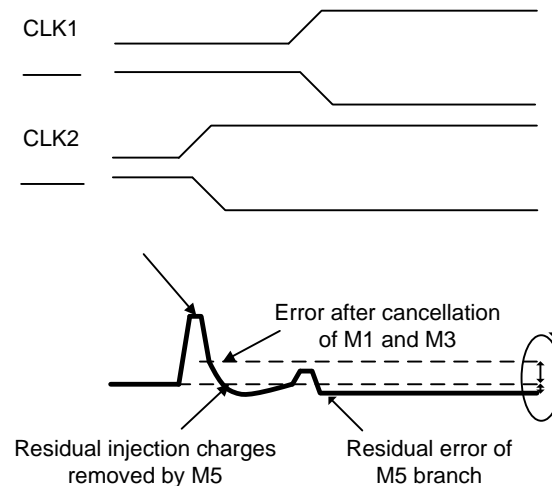 CLK1
CLK2
Error after cancellation
of M1 and M3
Residual injection charges
removed by M5
Residual error of
M5 branch